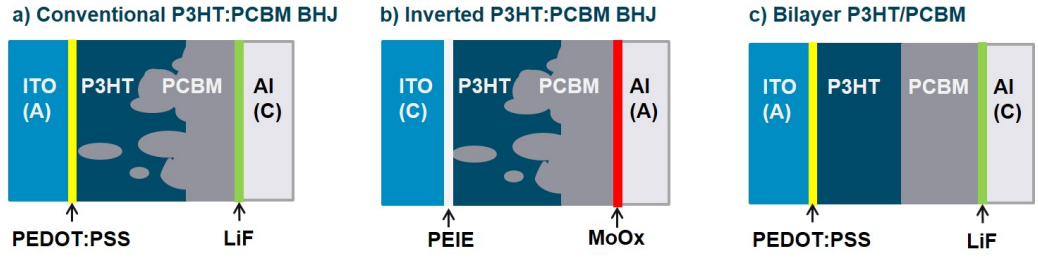 a) Conventional P3HT:PCBM BHJ
ITO
(A)
P3HT
PCBM
Al
(C)
PEDOT:PSS
LiF
b) Inverted P3HT:PCBM BHJ
ITO
(C)
P3HT
PCBM
Al
(A)
PEIE
MoOx
c) Bilayer P3HT/PCBM
ITO
(A)
P3HT
PCBM
Al
(C)
PEDOT:PSS
LiF